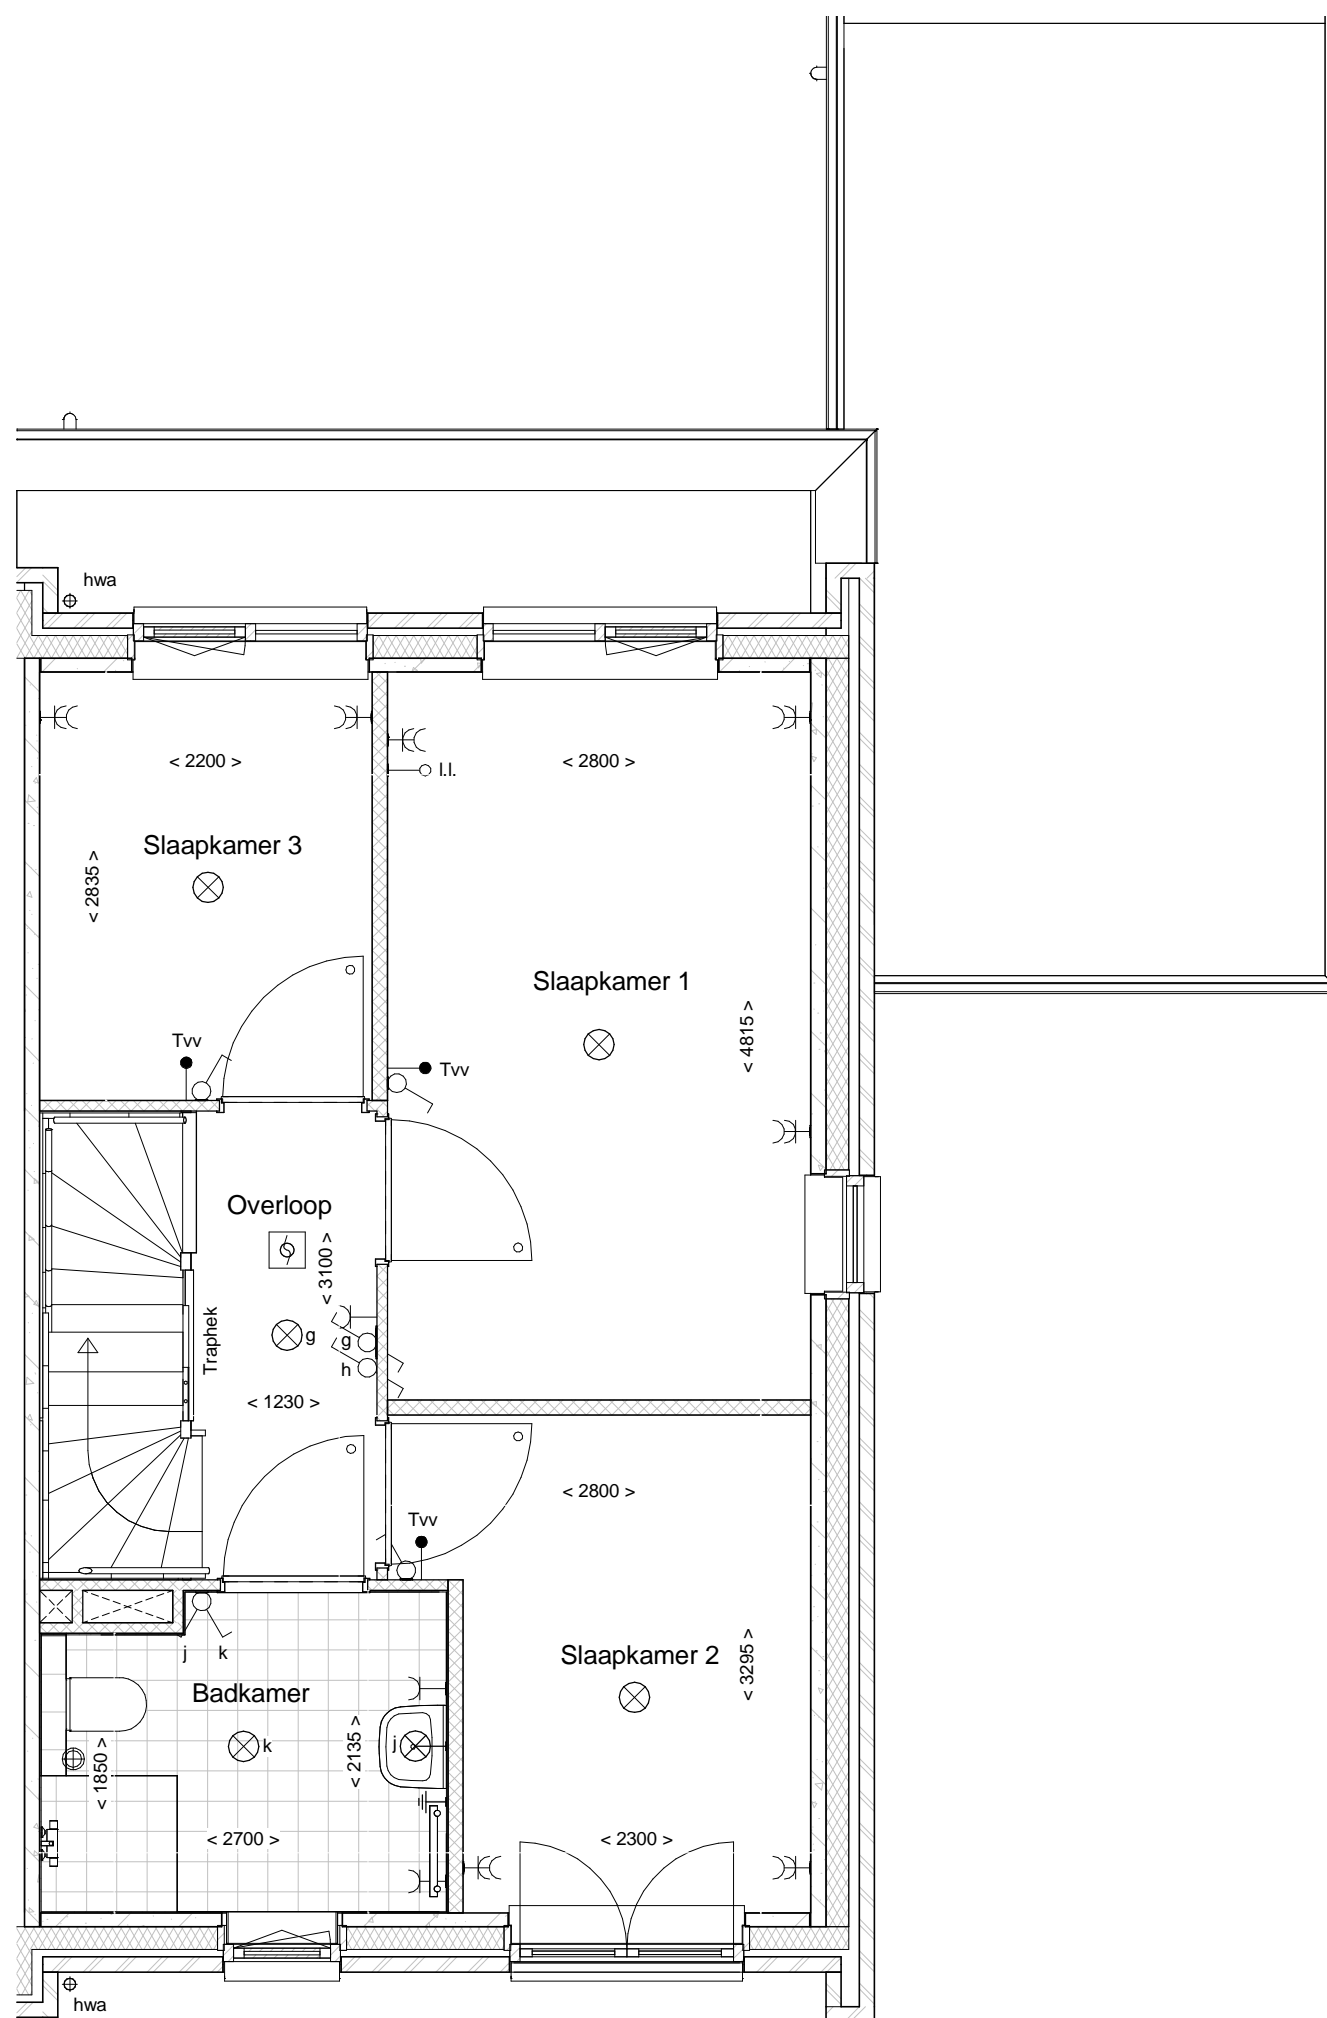 hwa
< 2200 >
< 2800 >
l.l.
Slaapkamer 3
< 2835 >
Slaapkamer 1
< 4815 >
Tvv
Tvv
Overloop
< 3100 >
Traphek
g
g
h
< 1230 >
< 2800 >
Tvv
j
k
Slaapkamer 2
< 3295 >
Badkamer
k
j
< 2135 >
< 1850 >
< 2700 >
< 2300 >
hwa